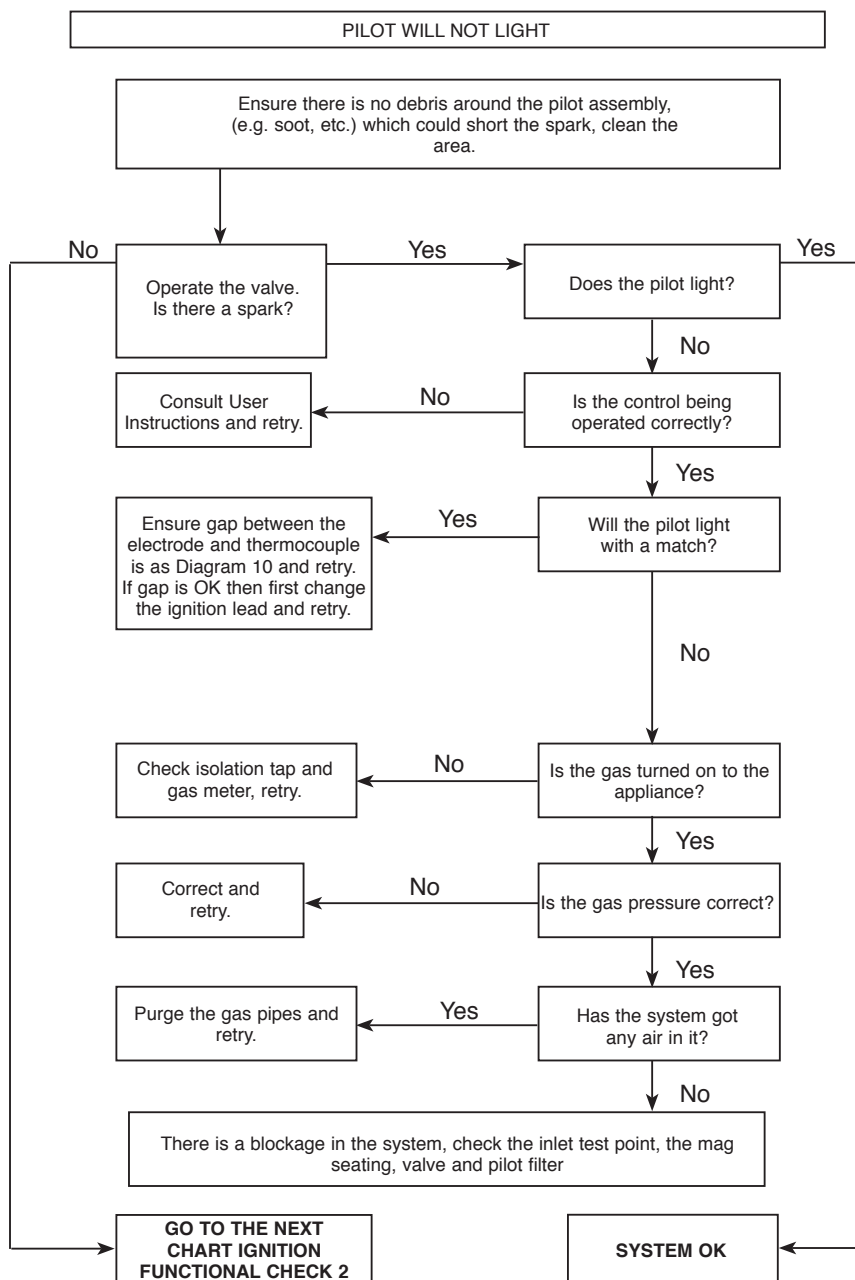 PILOT WILL NOT LIGHT
Ensure there is no debris around the pilot assembly,
(e.g. soot, etc.) which could short the spark, clean the
area.
No
Operate the valve.
Is there a spark?
Yes
Does the pilot light?
Yes
No
Consult User
Instructions and retry.
No
Is the control being
operated correctly?
Yes
Ensure gap between the
electrode and thermocouple
is as Diagram 10 and retry.
If gap is OK then first change
the ignition lead and retry.
Yes
Will the pilot light
with a match?
No
Check isolation tap and
gas meter, retry.
No
Is the gas turned on to the
appliance?
Yes
Correct and
retry.
No
Is the gas pressure correct?
Yes
Purge the gas pipes and
retry.
Yes
Has the system got
any air in it?
No
There is a blockage in the system, check the inlet test point, the mag
seating, valve and pilot filter
GO TO THE NEXT
CHART IGNITION
FUNCTIONAL CHECK 2
SYSTEM OK